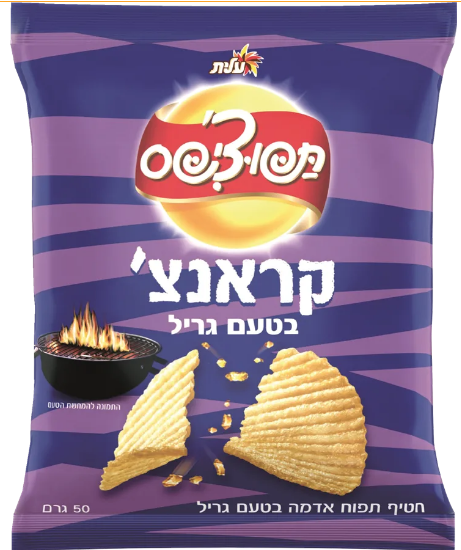 עלית
תפוצ'יפס
קראנצ'
בטעם גריל
התמונה להמחשת הטעם
חטיף תפוח אדמה בטעם גריל
50 גרם